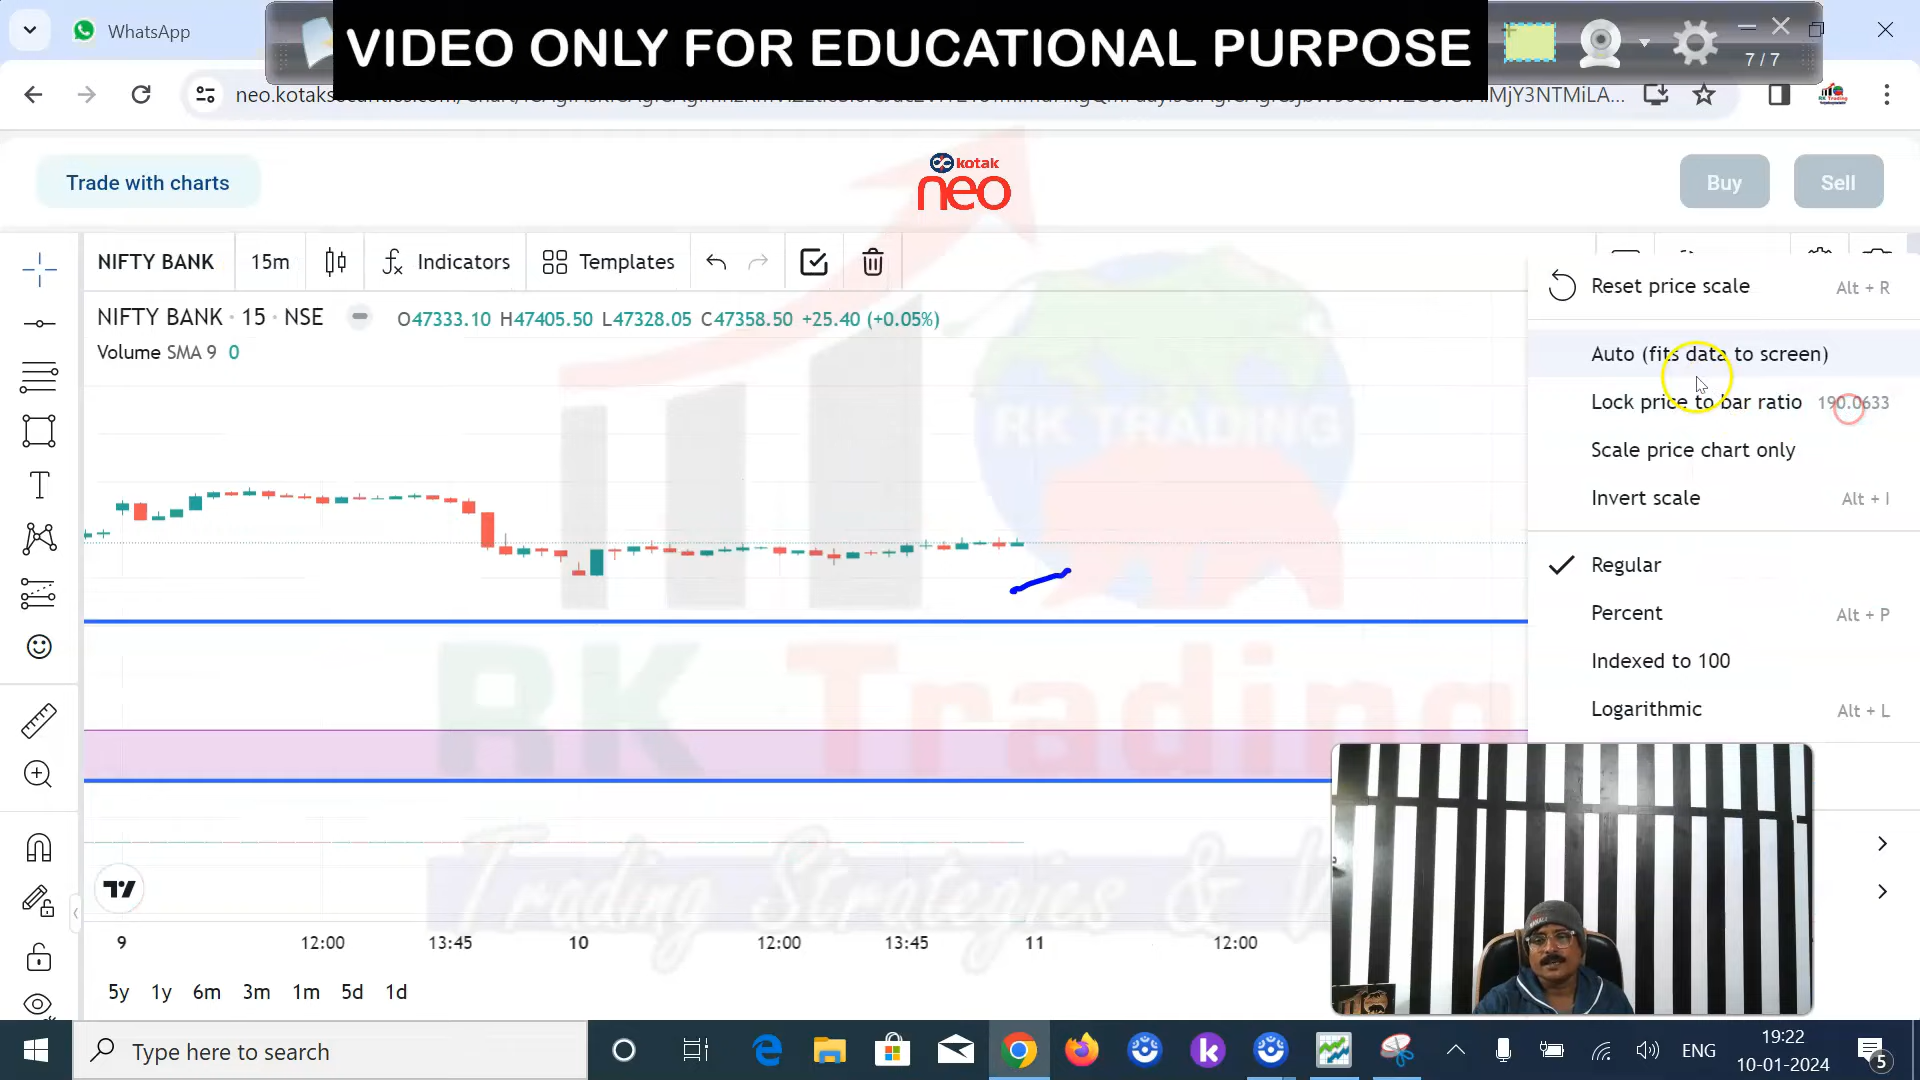 WhatsApp
VIDEO ONLY FOR EDUCATIONAL PURPOSE
7 / 7
Trade with charts
kotak
neo
Buy
Sell
NIFTY BANK
15m
Indicators
Templates
NIFTY BANK · 15 · NSE
O47333.10 H47405.50 L47328.05 C47358.50 +25.40 (+0.05%)
Volume SMA 9 0
Reset price scale Alt + R
Auto (fits data to screen)
Lock price to bar ratio 190.0633
Scale price chart only
Invert scale Alt + I
Regular
Percent Alt + P
Indexed to 100
Logarithmic Alt + L
RK TRADING
RK Trading
Trading Strategies &
9 12:00 13:45 10 12:00 13:45 11 12:00
5y 1y 6m 3m 1m 5d 1d
Type here to search
ENG
19:22
10-01-2024
5